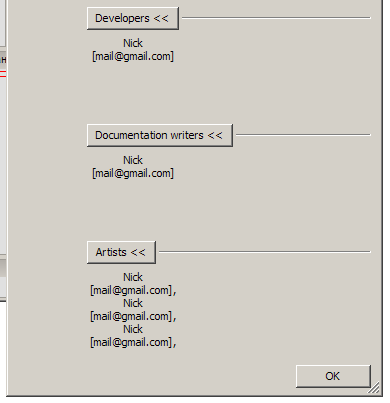 Developers <<
Nick
[mail@gmail.com]
Documentation writers <<
Nick
[mail@gmail.com]
Artists <<
Nick
[mail@gmail.com],
Nick
[mail@gmail.com],
Nick
[mail@gmail.com],
OK